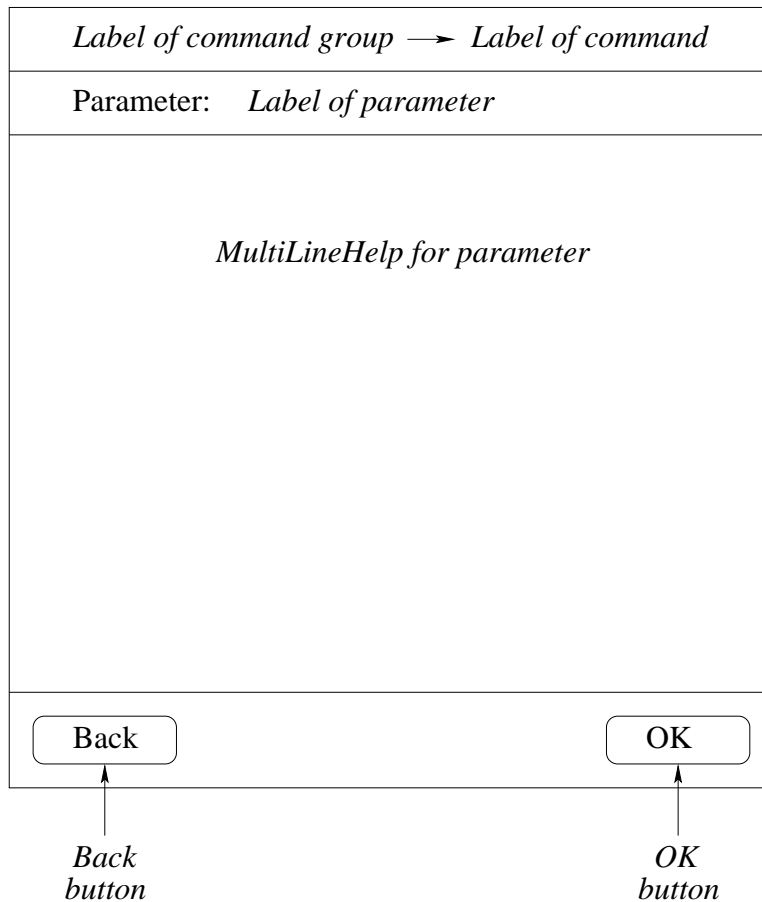 Label of command group → Label of command
Parameter: Label of parameter
MultiLineHelp for parameter
Back
OK
Back
button
OK
button